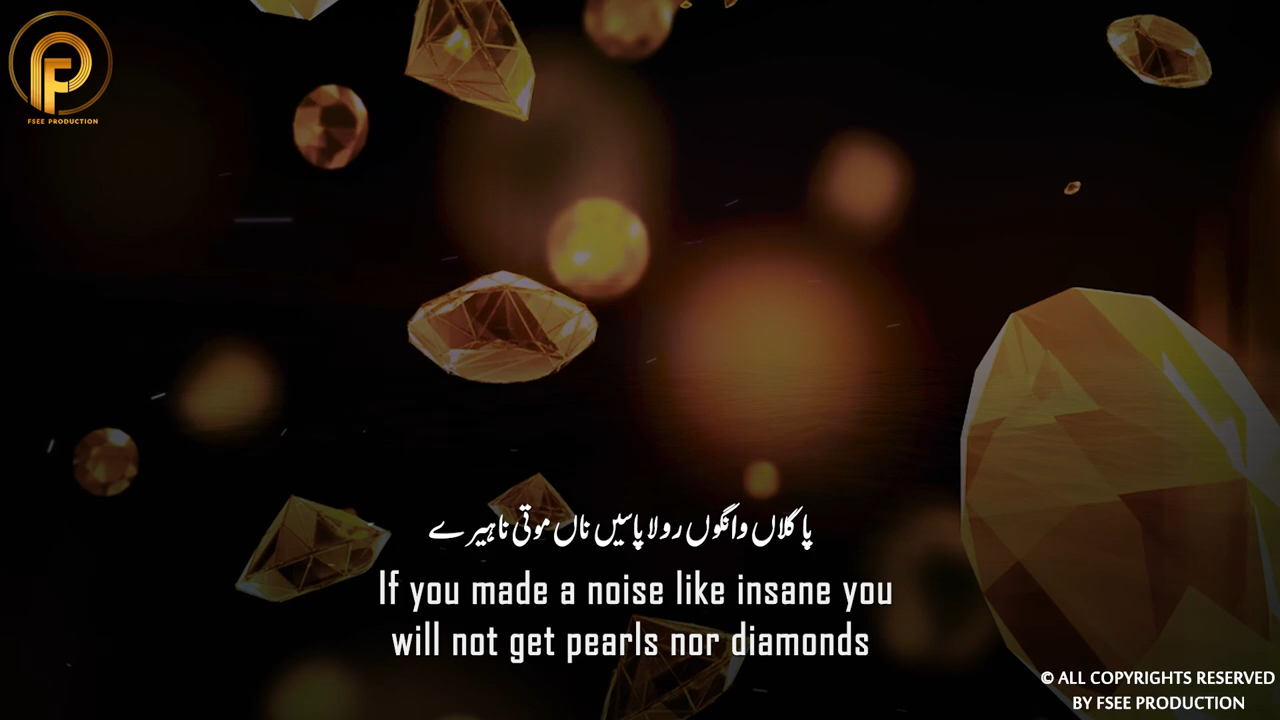 FSEE PRODUCTION
پاگلاں وانگوں رولا پاسیں ناں موتی ناہیرے
If you made a noise like insane you
will not get pearls nor diamonds
© ALL COPYRIGHTS RESERVED
BY FSEE PRODUCTION